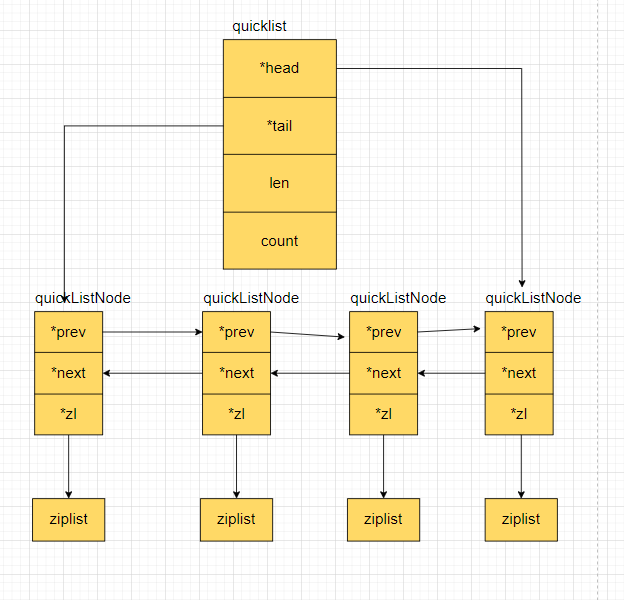 quicklist
*head
*tail
len
count
quickListNode
quickListNode
quickListNode
quickListNode
*prev
*prev
*prev
*prev
*next
*next
*next
*next
*zl
*zl
*zl
*zl
ziplist
ziplist
ziplist
ziplist